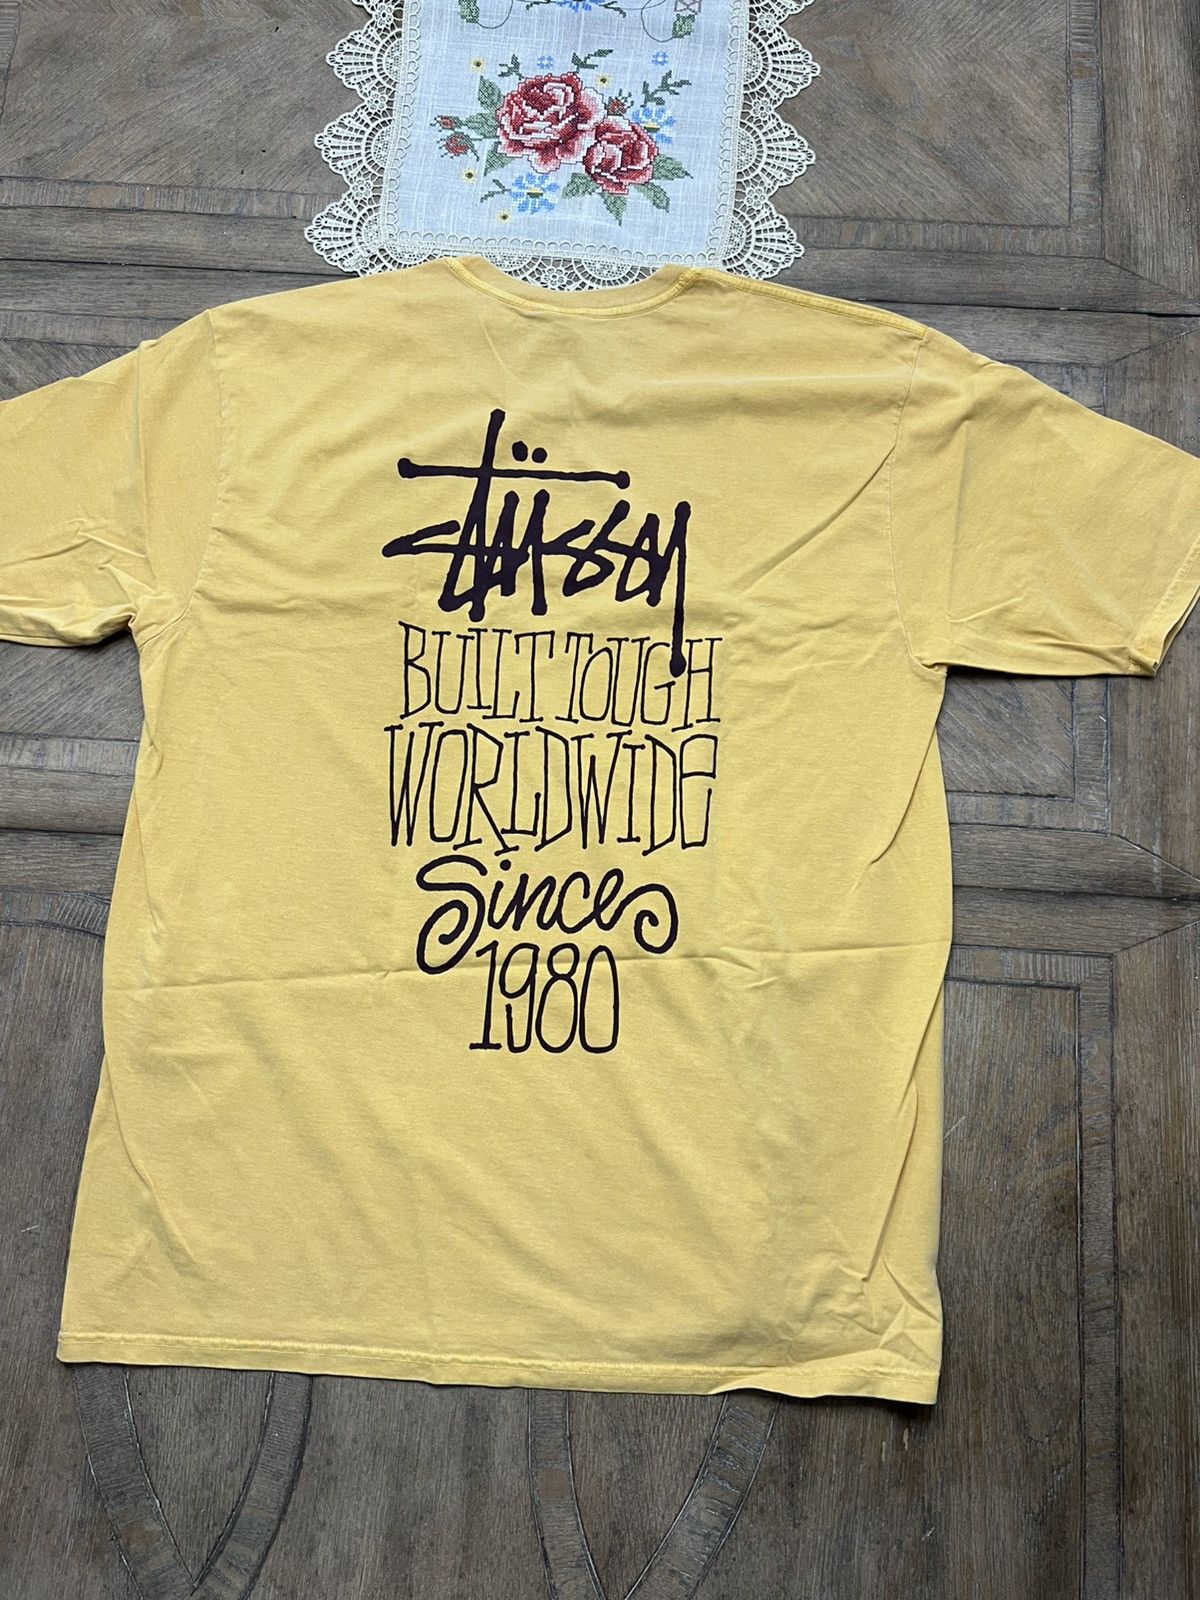 Stüssy
BUILT TOUGH
WORLDWIDE
Since
1980